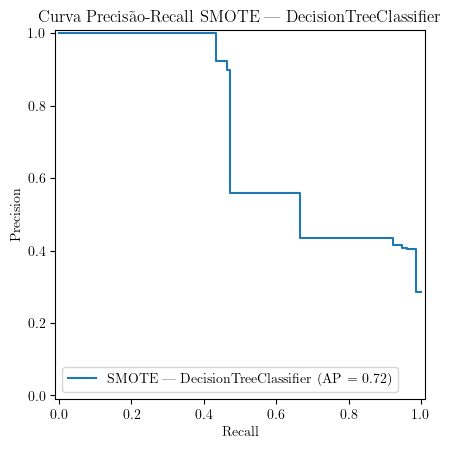 Curva Precisão-Recall SMOTE — DecisionTreeClassifier
1.0
0.8
0.6
0.4
0.2
0.0
Precision
SMOTE — DecisionTreeClassifier (AP = 0.72)
0.0 0.2 0.4 0.6 0.8 1.0
Recall